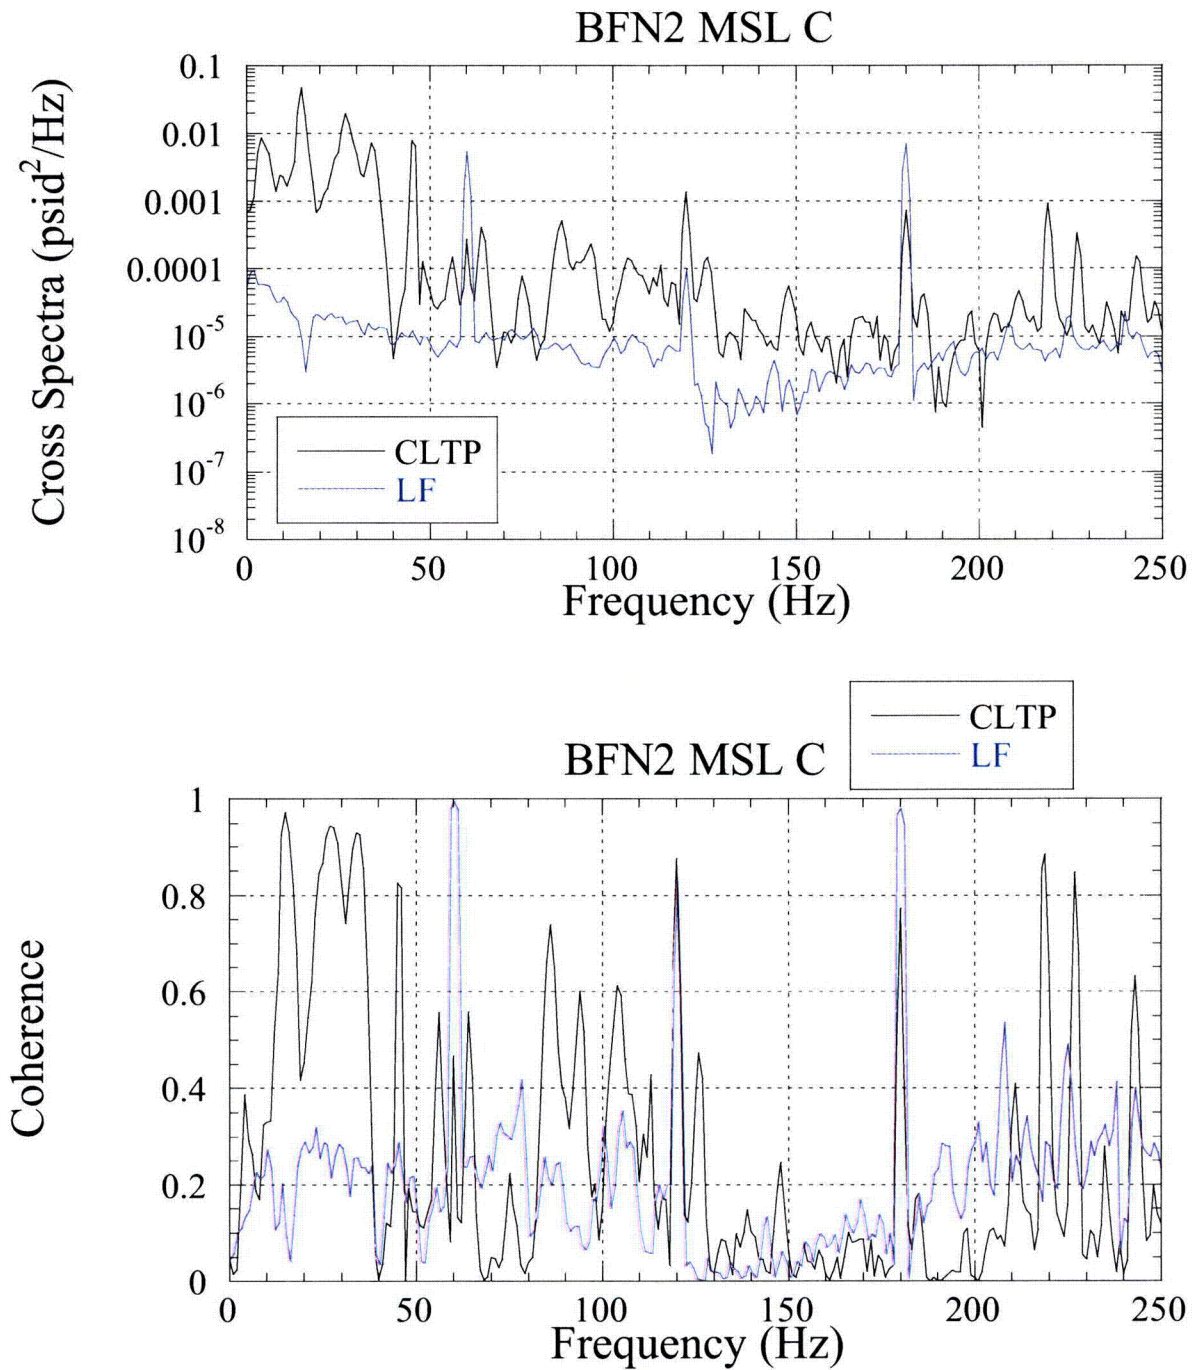 BFN2 MSL C
Cross Spectra (psid²/Hz)
0.1
0.01
0.001
0.0001
10⁻⁵
10⁻⁶
10⁻⁷
10⁻⁸
CLTP
LF
0 50 100 150 200 250
Frequency (Hz)
CLTP
LF
BFN2 MSL C
Coherence
1
0.8
0.6
0.4
0.2
0
0 50 100 150 200 250
Frequency (Hz)